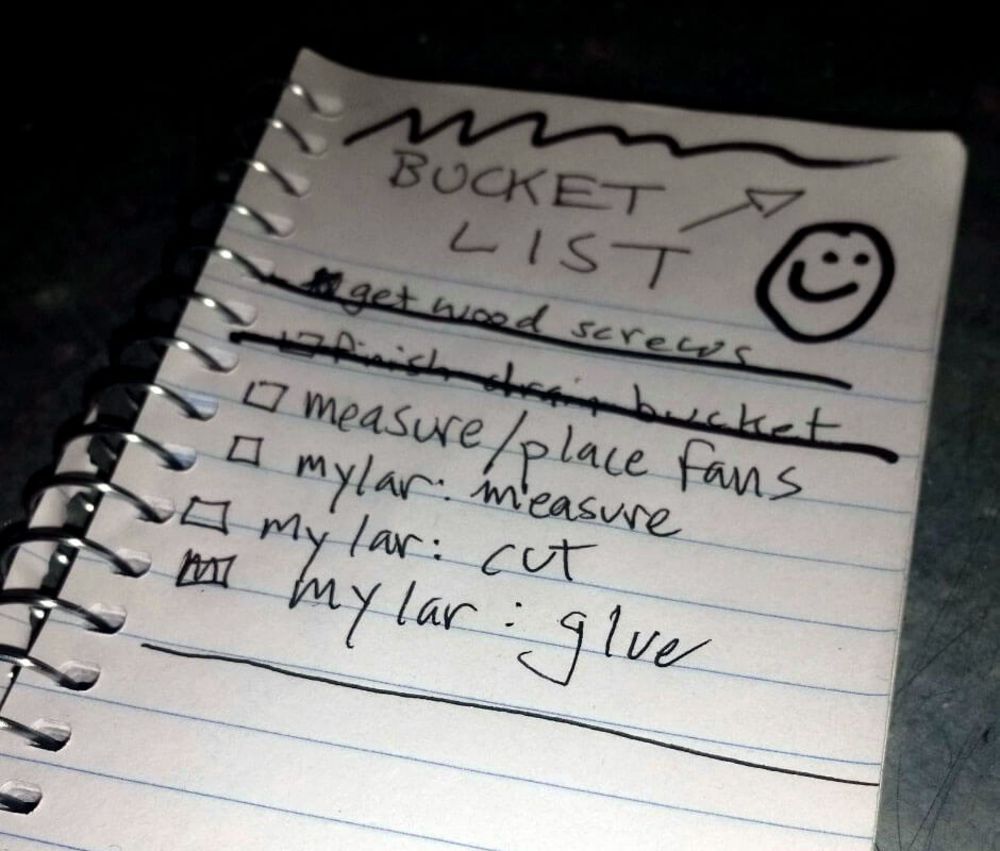 BUCKET
LIST
get wood screws
finish drain bucket
measure/place fans
mylar: measure
mylar: cut
mylar: glue